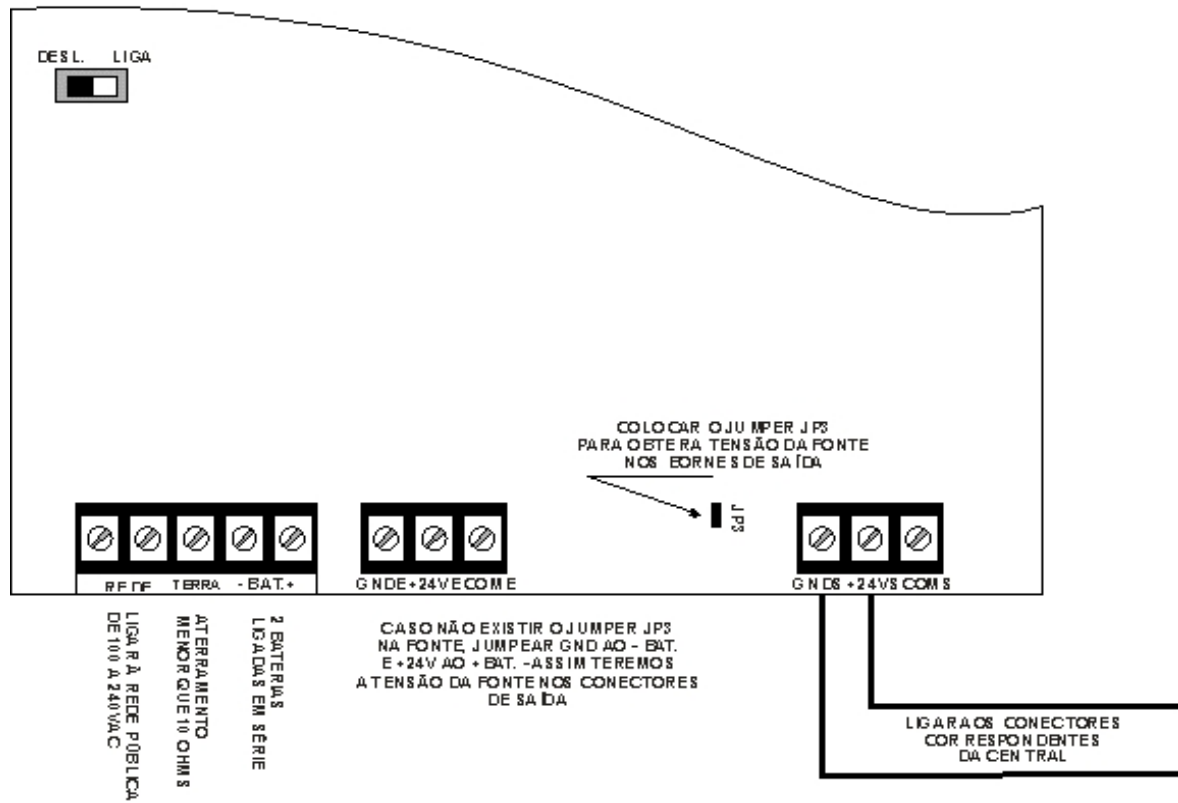 DESL. LIGA
COLOCAR O JUMPER JP3
PARA OBTER A TENSÃO DA FONTE
NOS BORNES DE SAÍDA
JP3
REDE TERRA - BAT. +
GNDE +24VE COME
GNDS +24VS COMS
LIGAR À REDE PÚBLICA
DE 100 A 240VAC
ATERRAMENTO
MENOR QUE 10 OHMS
2 BATERIAS
LIGADAS EM SÉRIE
CASO NÃO EXISTIR O JUMPER JP3
NA FONTE, JUMPEAR GND AO - BAT.
E +24V AO + BAT. - ASSIM TEREMOS
A TENSÃO DA FONTE NOS CONECTORES
DE SAÍDA
LIGAR AOS CONECTORES
CORRESPONDENTES
DA CENTRAL